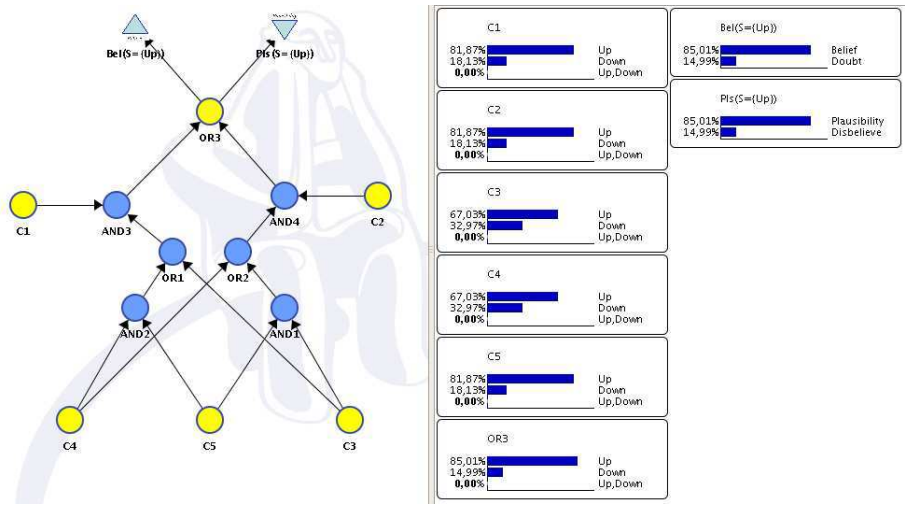 Bel(S={Up})
Pls(S={Up})
OR3
C1
AND3
AND4
C2
OR1
OR2
AND2
AND1
C4
C5
C3
C1
81,87% Up
18,13% Down
0,00% Up,Down
C2
81,87% Up
18,13% Down
0,00% Up,Down
C3
67,03% Up
32,97% Down
0,00% Up,Down
C4
67,03% Up
32,97% Down
0,00% Up,Down
C5
81,87% Up
18,13% Down
0,00% Up,Down
OR3
85,01% Up
14,99% Down
0,00% Up,Down
Bel(S={Up})
85,01% Belief
14,99% Doubt
Pls(S={Up})
85,01% Plausibility
14,99% Disbelieve